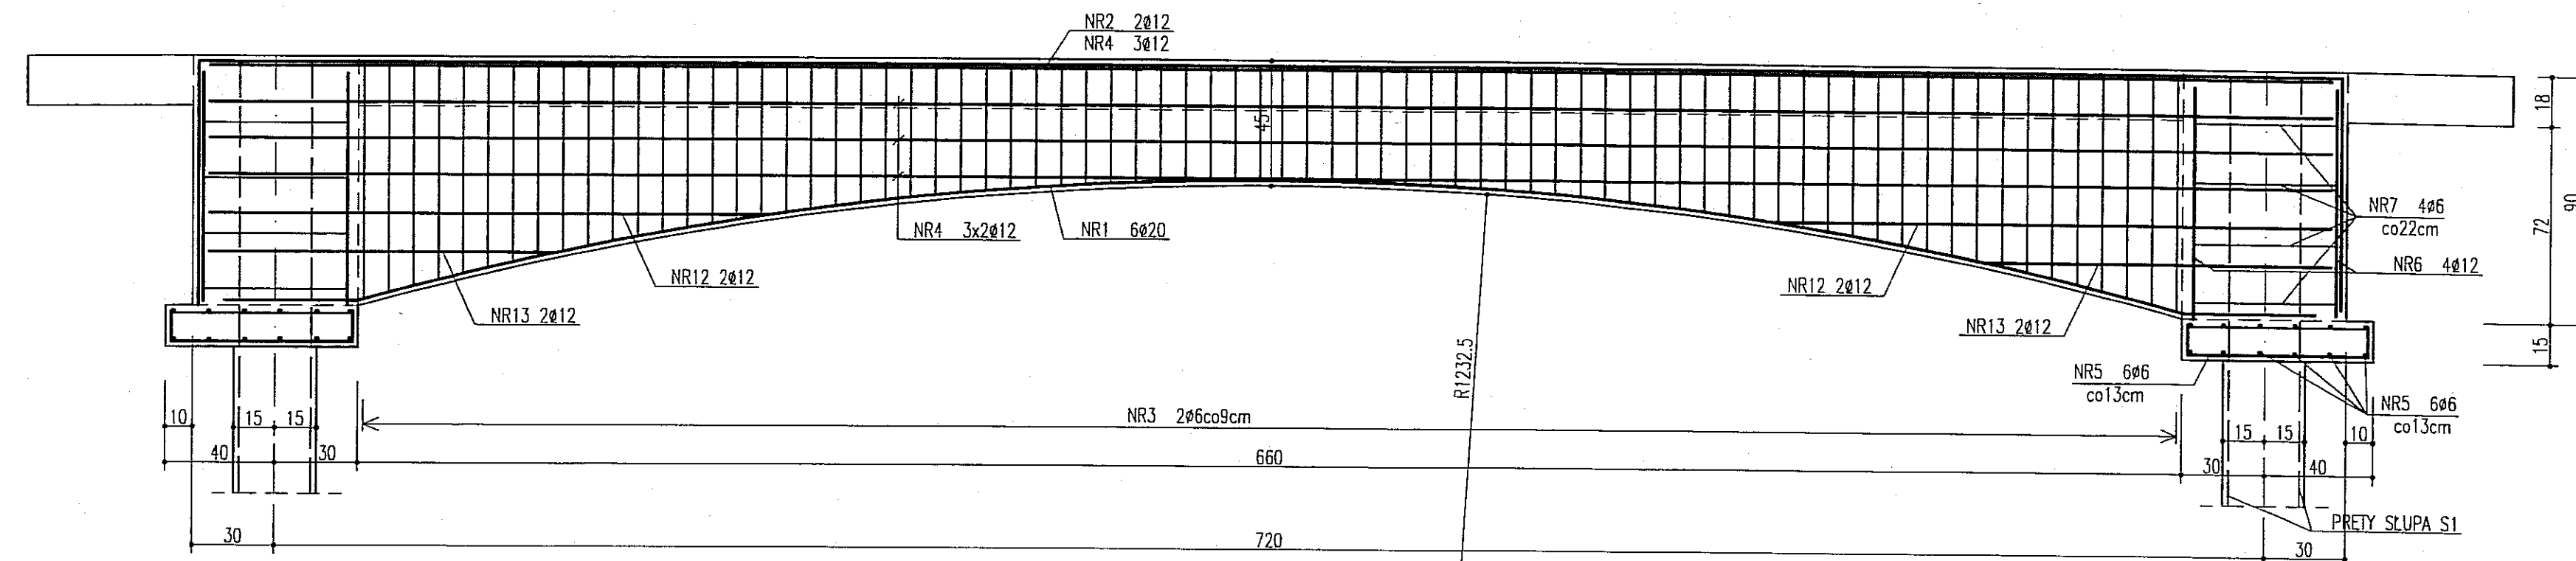 NR2 2ø12
NR4 3ø12
45
18
90
72
15
NR7 4ø6
co22cm
NR6 4ø12
NR4 3x2ø12
NR1 6ø20
NR12 2ø12
NR13 2ø12
NR12 2ø12
NR13 2ø12
R1232.5
NR5 6ø6
co13cm
NR5 6ø6
co13cm
10
15
15
NR3 2ø6co9cm
15
15
10
40
30
660
30
40
PRĘTY SŁUPA S1
30
720
30